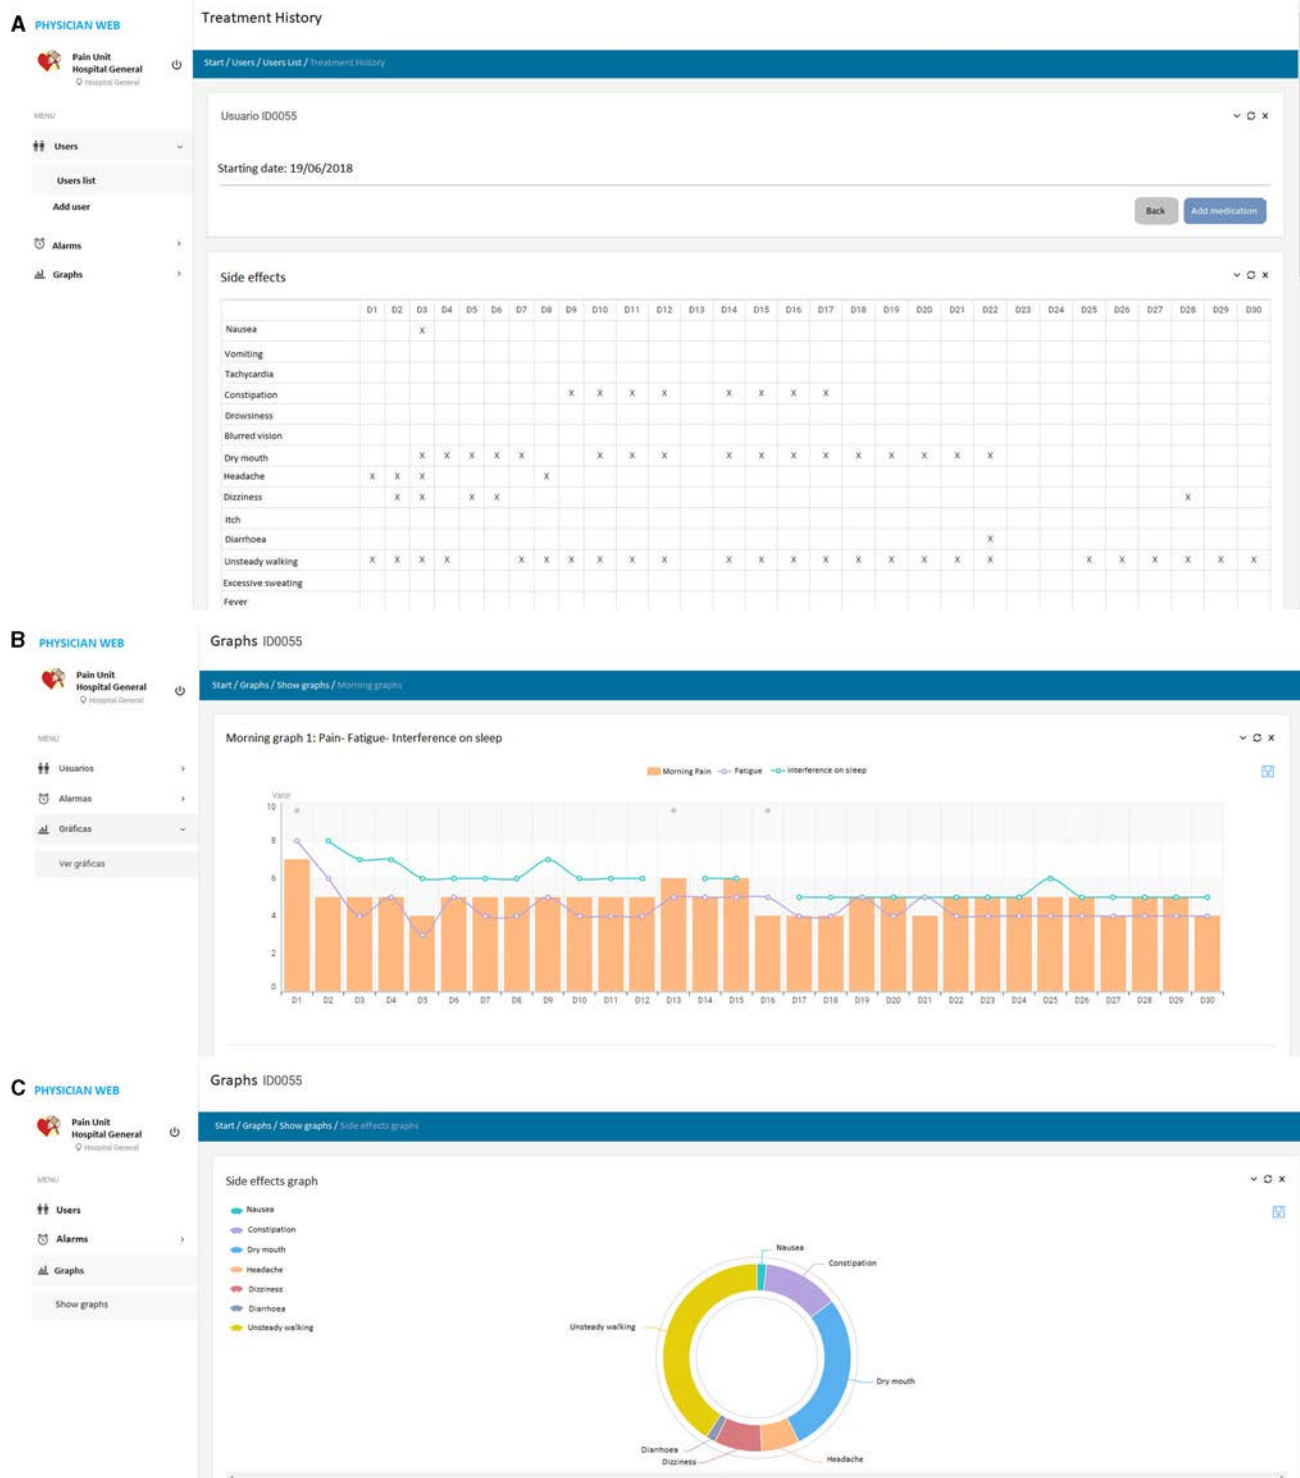 A
PHYSICIAN WEB
Pain Unit
Hospital General
Hospital General
MENU
Users
Users list
Add user
Alarms
Graphs
Treatment History
Start / Users / Users List / Treatment History
Usuario ID0055
Starting date: 19/06/2018
Back Add medication
Side effects
D1 D2 D3 D4 D5 D6 D7 D8 D9 D10 D11 D12 D13 D14 D15 D16 D17 D18 D19 D20 D21 D22 D23 D24 D25 D26 D27 D28 D29 D30
Nausea X
Vomiting
Tachycardia
Constipation X X X X X X X X
Drowsiness
Blurred vision
Dry mouth X X X X X X X X X X X X X X X X X
Headache X X X X
Dizziness X X X X X
Itch
Diarrhoea X
Unsteady walking X X X X X X X X X X X X X X X X X X X X X X X X X
Excessive sweating
Fever
B
PHYSICIAN WEB
Pain Unit
Hospital General
Hospital General
MENU
Usuarios
Alarmas
Gráficas
Ver gráficas
Graphs ID0055
Start / Graphs / Show graphs / Morning graphs
Morning graph 1: Pain- Fatigue- Interference on sleep
Morning Pain Fatigue Interference on sleep
Valor
10
8
6
4
2
0
D1 D2 D3 D4 D5 D6 D7 D8 D9 D10 D11 D12 D13 D14 D15 D16 D17 D18 D19 D20 D21 D22 D23 D24 D25 D26 D27 D28 D29 D30
C
PHYSICIAN WEB
Pain Unit
Hospital General
Hospital General
MENU
Users
Alarms
Graphs
Show graphs
Graphs ID0055
Start / Graphs / Show graphs / Side effects graphs
Side effects graph
Nausea
Constipation
Dry mouth
Headache
Dizziness
Diarrhoea
Unsteady walking
Nausea
Constipation
Unsteady walking
Dry mouth
Diarrhoea
Headache
Dizziness